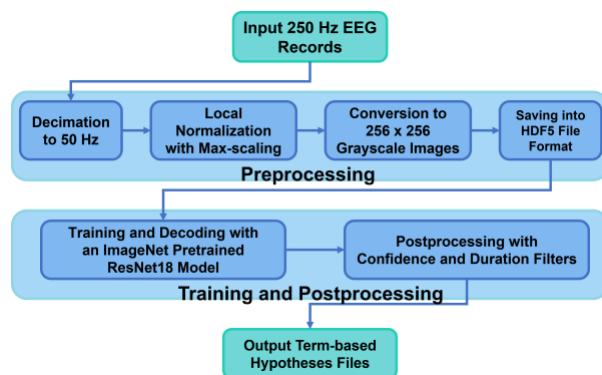 Input 250 Hz EEG
Records
Decimation
to 50 Hz
Local
Normalization
with Max-scaling
Conversion to
256 x 256
Grayscale Images
Saving into
HDF5 File
Format
Preprocessing
Training and Decoding with
an ImageNet Pretrained
ResNet18 Model
Postprocessing with
Confidence and Duration Filters
Training and Postprocessing
Output Term-based
Hypotheses Files